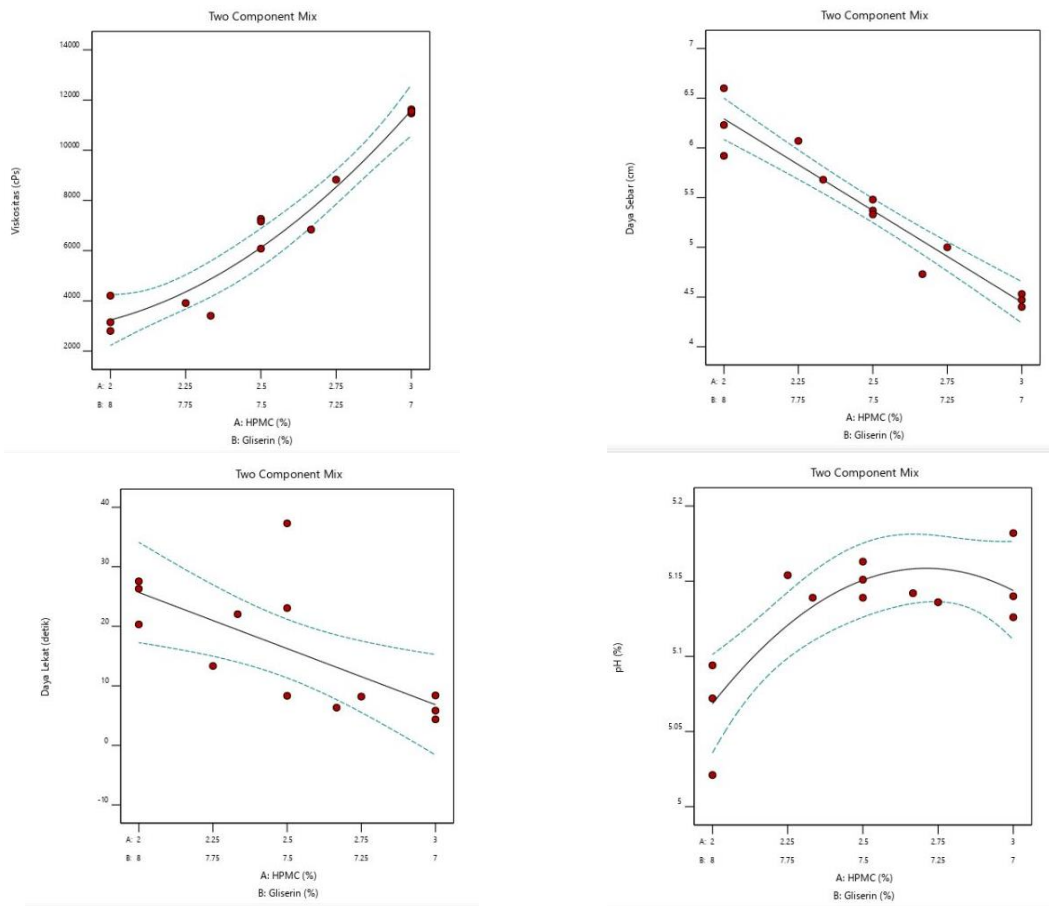 Two Component Mix
14000
12000
10000
8000
6000
4000
2000
Viskositas (cPs)
A: 2 2.25 2.5 2.75 3
B: 8 7.75 7.5 7.25 7
A: HPMC (%)
B: Gliserin (%)
Two Component Mix
7
6.5
6
5.5
5
4.5
4
Daya Sebar (cm)
A: 2 2.25 2.5 2.75 3
B: 8 7.75 7.5 7.25 7
A: HPMC (%)
B: Gliserin (%)
Two Component Mix
40
30
20
10
0
-10
Daya Lekat (detik)
A: 2 2.25 2.5 2.75 3
B: 8 7.75 7.5 7.25 7
A: HPMC (%)
B: Gliserin (%)
Two Component Mix
5.2
5.15
5.1
5.05
5
pH (%)
A: 2 2.25 2.5 2.75 3
B: 8 7.75 7.5 7.25 7
A: HPMC (%)
B: Gliserin (%)